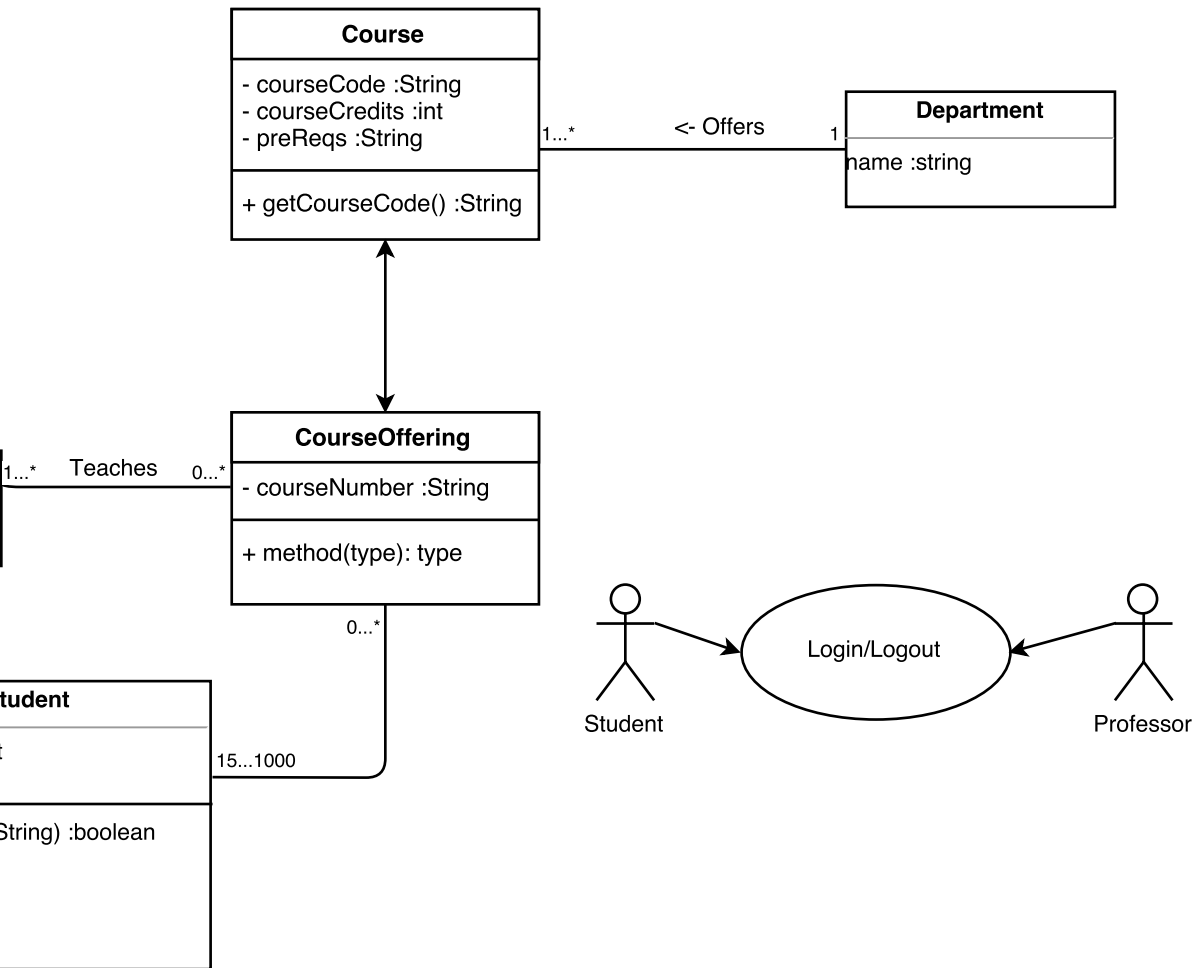 Course
- courseCode :String
- courseCredits :int
- preReqs :String
+ getCourseCode() :String
1...*
<- Offers
1
Department
name :string
CourseOffering
- courseNumber :String
+ method(type): type
1...*
Teaches
0...*
0...*
15...1000
tudent
t
String) :boolean
Login/Logout
Student
Professor